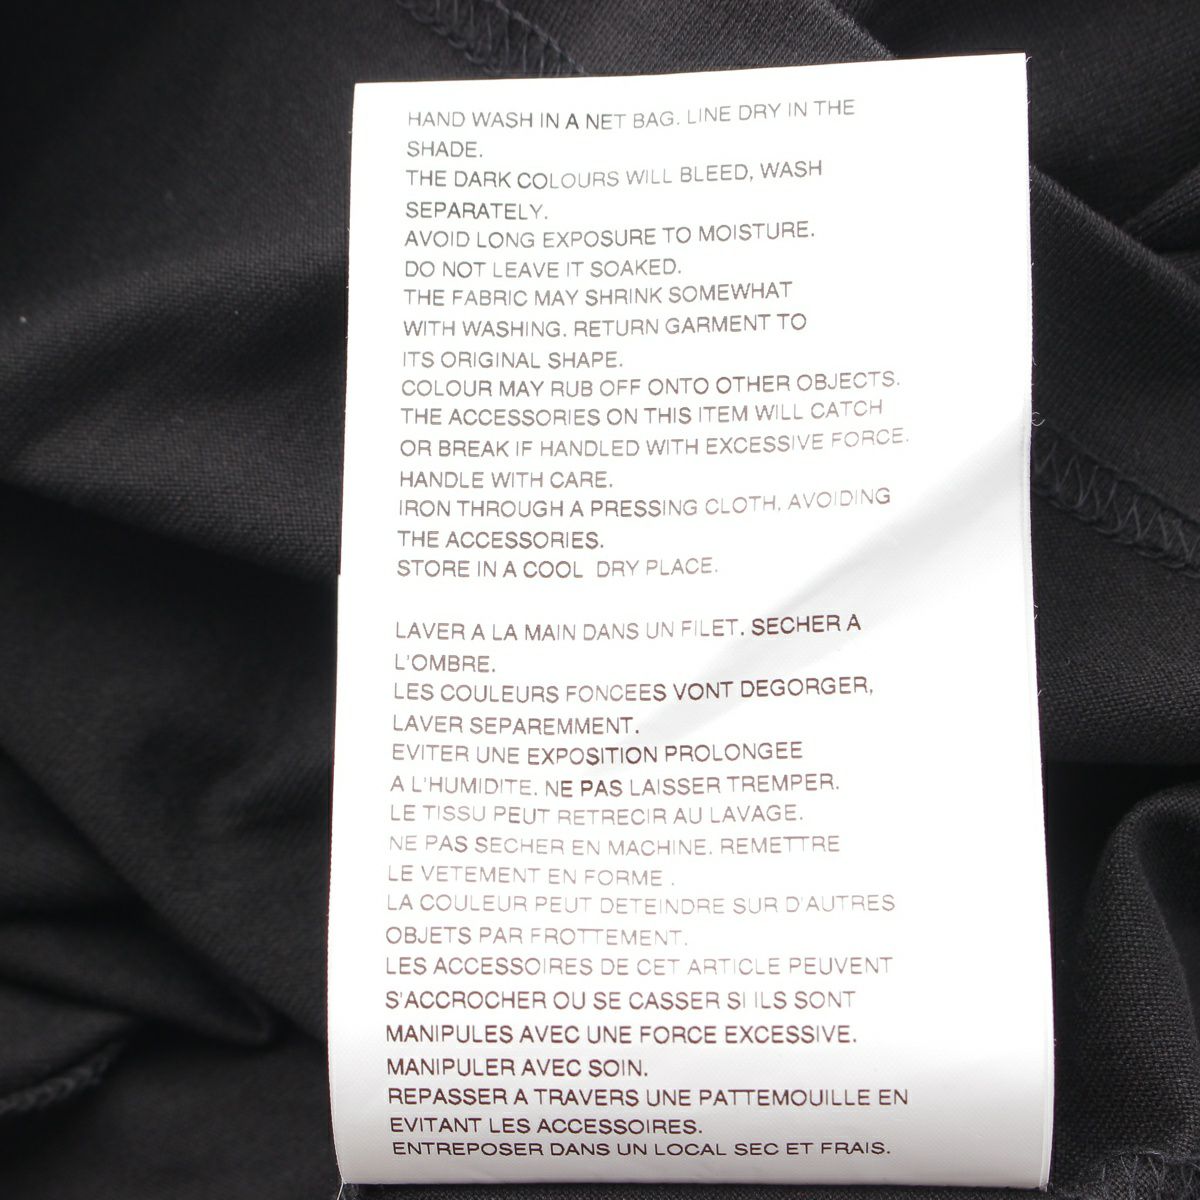 HAND WASH IN A NET BAG. LINE DRY IN THE
SHADE.
THE DARK COLOURS WILL BLEED, WASH
SEPARATELY.
AVOID LONG EXPOSURE TO MOISTURE.
DO NOT LEAVE IT SOAKED.
THE FABRIC MAY SHRINK SOMEWHAT
WITH WASHING. RETURN GARMENT TO
ITS ORIGINAL SHAPE.
COLOUR MAY RUB OFF ONTO OTHER OBJECTS.
THE ACCESSORIES ON THIS ITEM WILL CATCH
OR BREAK IF HANDLED WITH EXCESSIVE FORCE.
HANDLE WITH CARE.
IRON THROUGH A PRESSING CLOTH, AVOIDING
THE ACCESSORIES.
STORE IN A COOL DRY PLACE.
LAVER A LA MAIN DANS UN FILET. SECHER A
L'OMBRE.
LES COULEURS FONCEES VONT DEGORGER,
LAVER SEPAREMMENT.
EVITER UNE EXPOSITION PROLONGEE
A L'HUMIDITE. NE PAS LAISSER TREMPER.
LE TISSU PEUT RETRECIR AU LAVAGE.
NE PAS SECHER EN MACHINE. REMETTRE
LE VETEMENT EN FORME .
LA COULEUR PEUT DETEINDRE SUR D'AUTRES
OBJETS PAR FROTTEMENT.
LES ACCESSOIRES DE CET ARTICLE PEUVENT
S'ACCROCHER OU SE CASSER SI ILS SONT
MANIPULES AVEC UNE FORCE EXCESSIVE.
MANIPULER AVEC SOIN.
REPASSER A TRAVERS UNE PATTEMOUILLE EN
EVITANT LES ACCESSOIRES.
ENTREPOSER DANS UN LOCAL SEC ET FRAIS.